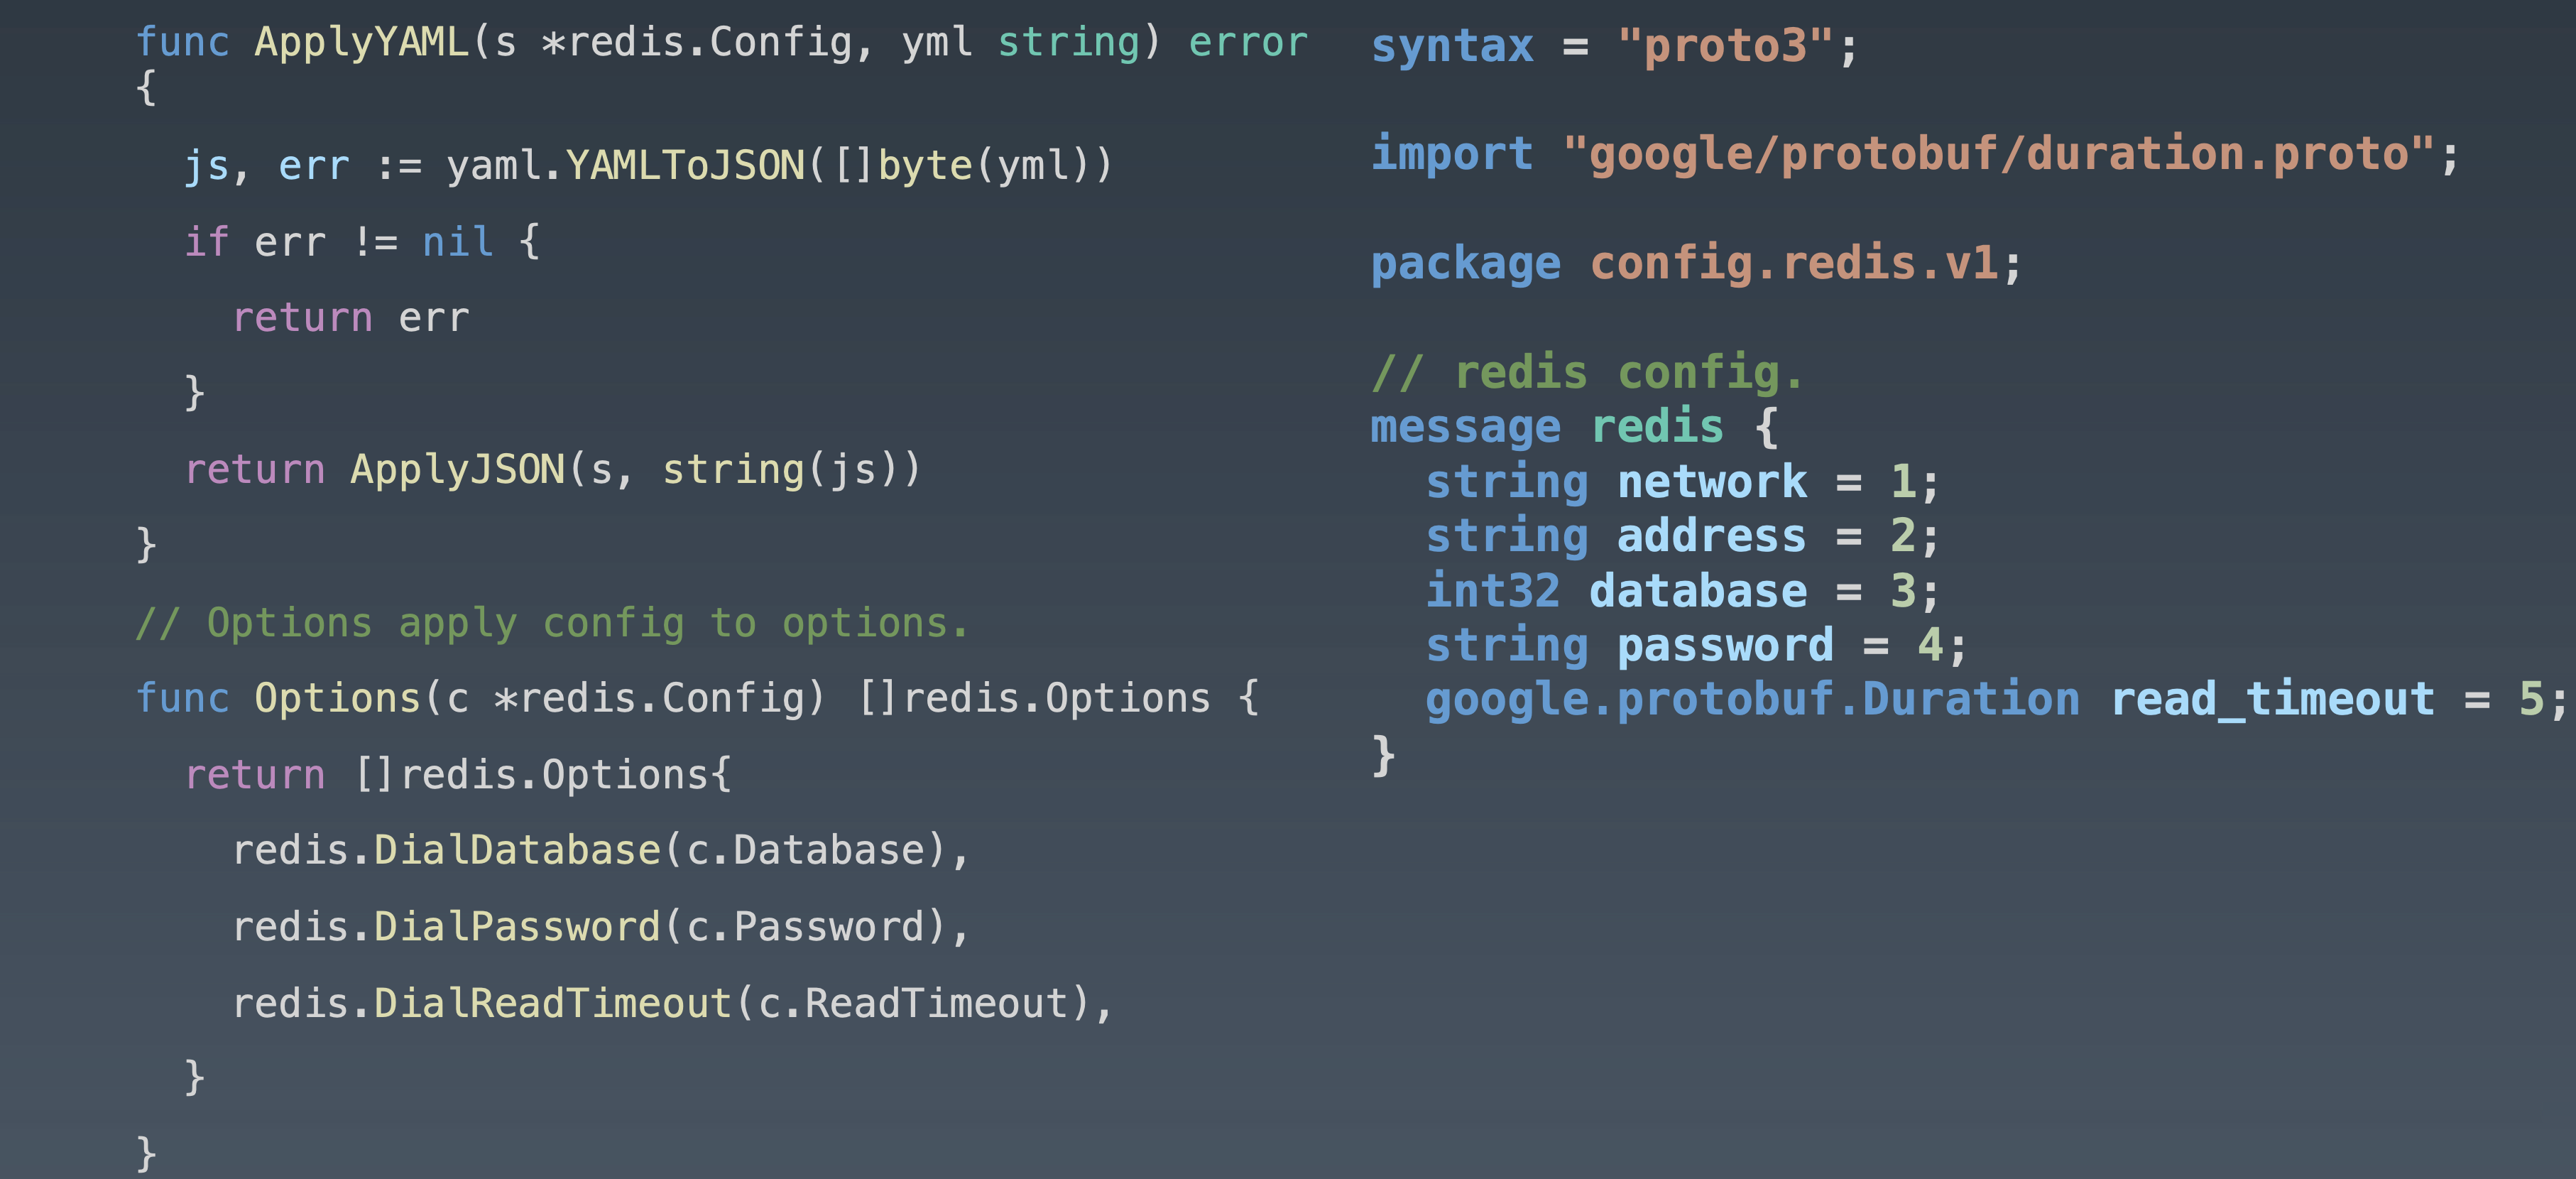 func ApplyYAML(s *redis.Config, yml string) error
{
  js, err := yaml.YAMLToJSON([]byte(yml))
  if err != nil {
    return err
  }
  return ApplyJSON(s, string(js))
}
// Options apply config to options.
func Options(c *redis.Config) []redis.Options {
  return []redis.Options{
    redis.DialDatabase(c.Database),
    redis.DialPassword(c.Password),
    redis.DialReadTimeout(c.ReadTimeout),
  }
}
syntax = "proto3";
import "google/protobuf/duration.proto";
package config.redis.v1;
// redis config.
message redis {
  string network = 1;
  string address = 2;
  int32 database = 3;
  string password = 4;
  google.protobuf.Duration read_timeout = 5;
}